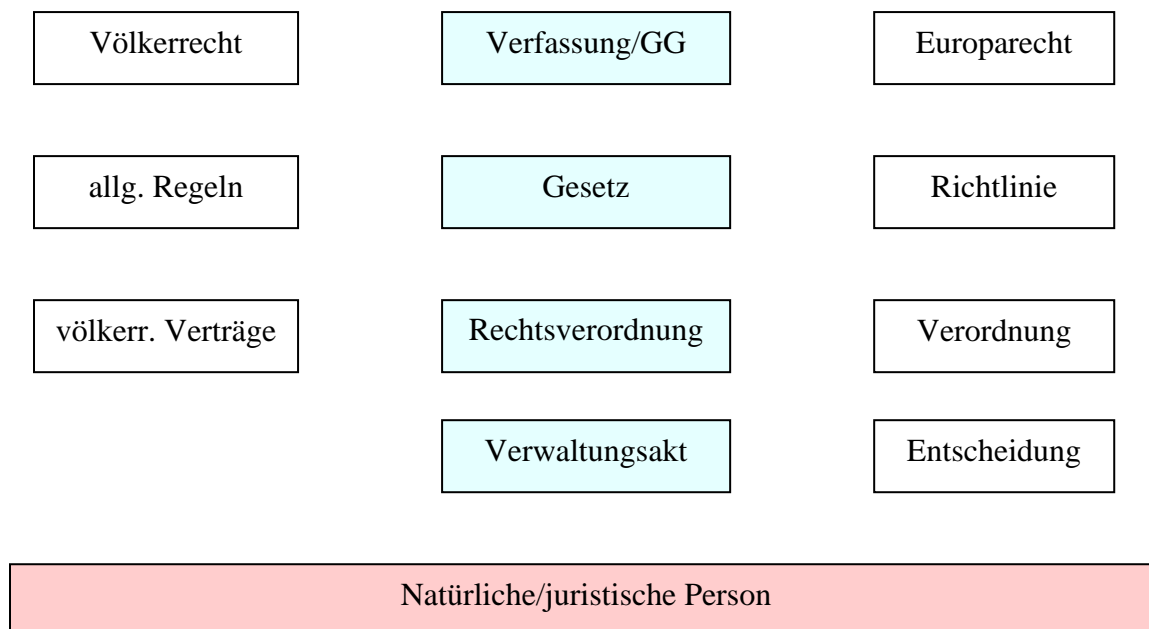 Völkerrecht
Verfassung/GG
Europarecht
allg. Regeln
Gesetz
Richtlinie
völkerr. Verträge
Rechtsverordnung
Verordnung
Verwaltungsakt
Entscheidung
Natürliche/juristische Person